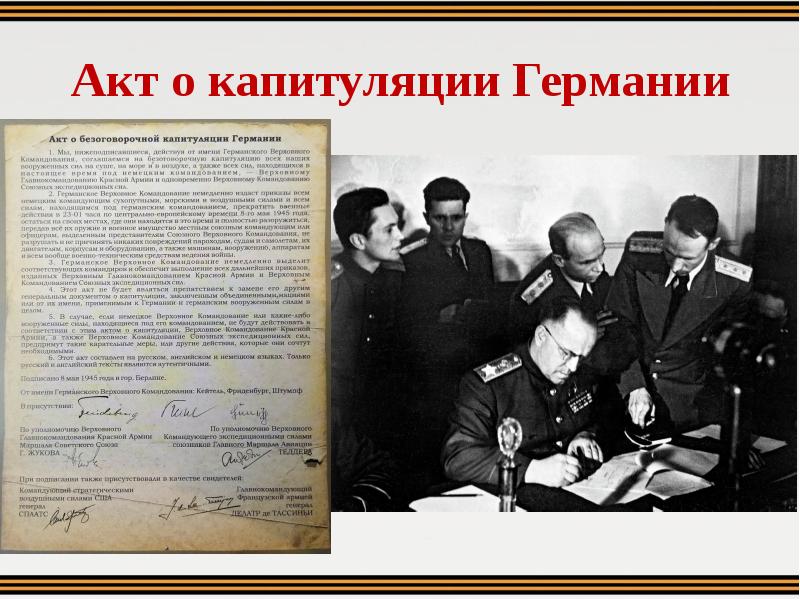 Акт о капитуляции Германии
Акт о безоговорочной капитуляции Германии
1. Мы, нижеподписавшиеся, действуя от имени Германского Верховного
Командования, соглашаемся на безоговорочную капитуляцию всех наших
вооруженных сил на суше, на море и в воздухе, а также всех сил, находящихся в
настоящее время под немецким командованием, — Верховному
Главнокомандованию Красной Армии и одновременно Верховному Командованию
Союзных экспедиционных сил.
2. Германское Верховное Командование немедленно издаст приказы всем
немецким командующим сухопутными, морскими и воздушными силами и всем
силам, находящимся под германским командованием, прекратить военные
действия в 23-01 часа по центрально-европейскому времени 8-го мая 1945 года,
остаться на своих местах, где они находятся в это время и полностью разоружиться,
передав всё их оружие и военное имущество местным союзным командующим или
офицерам, выделенным представителям Союзного Верховного Командования, не
разрушать и не причинять никаких повреждений пароходам, судам и самолетам, их
двигателям, корпусам и оборудованию, а также машинам, вооружению, аппаратам
и всем вообще военно-техническим средствам ведения войны.
3. Германское Верховное Командование немедленно выделит
соответствующих командиров и обеспечит выполнение всех дальнейших приказов,
изданных Верховным Главнокомандованием Красной Армии и Верховным
Командованием Союзных экспедиционных сил.
4. Этот акт не будет являться препятствием к замене его другим
генеральным документом о капитуляции, заключенным объединенными нациями
или от их имени, применимым к Германии и германским вооруженным силам в
целом.
5. В случае, если немецкое Верховное Командование или какие-либо
вооруженные силы, находящиеся под его командованием, не будут действовать в
соответствии с этим актом о капитуляции, Верховное Командование Красной
Армии, а также Верховное Командование Союзных экспедиционных сил,
предпримут такие карательные меры, или другие действия, которые они сочтут
необходимыми.
6. Этот акт составлен на русском, английском и немецком языках. Только
русский и английский тексты являются аутентичными.
Подписано 8 мая 1945 года в гор. Берлине.
От имени Германского Верховного Командования: Кейтель, Фриденбург, Штумпф
В присутствии:
По уполномочию Верховного По уполномочию Верховного
Главнокомандования Красной Армии Командующего экспедиционными силами
Маршала Советского Союза союзников Главного Маршала Авиации
Г. ЖУКОВА ТЕДДЕРА
При подписании также присутствовали в качестве свидетелей:
Командующий стратегическими Главнокомандующий
воздушными силами США Французской армией
генерал генерал
СПААТС ДЕЛАТР де ТАССИНЬИ